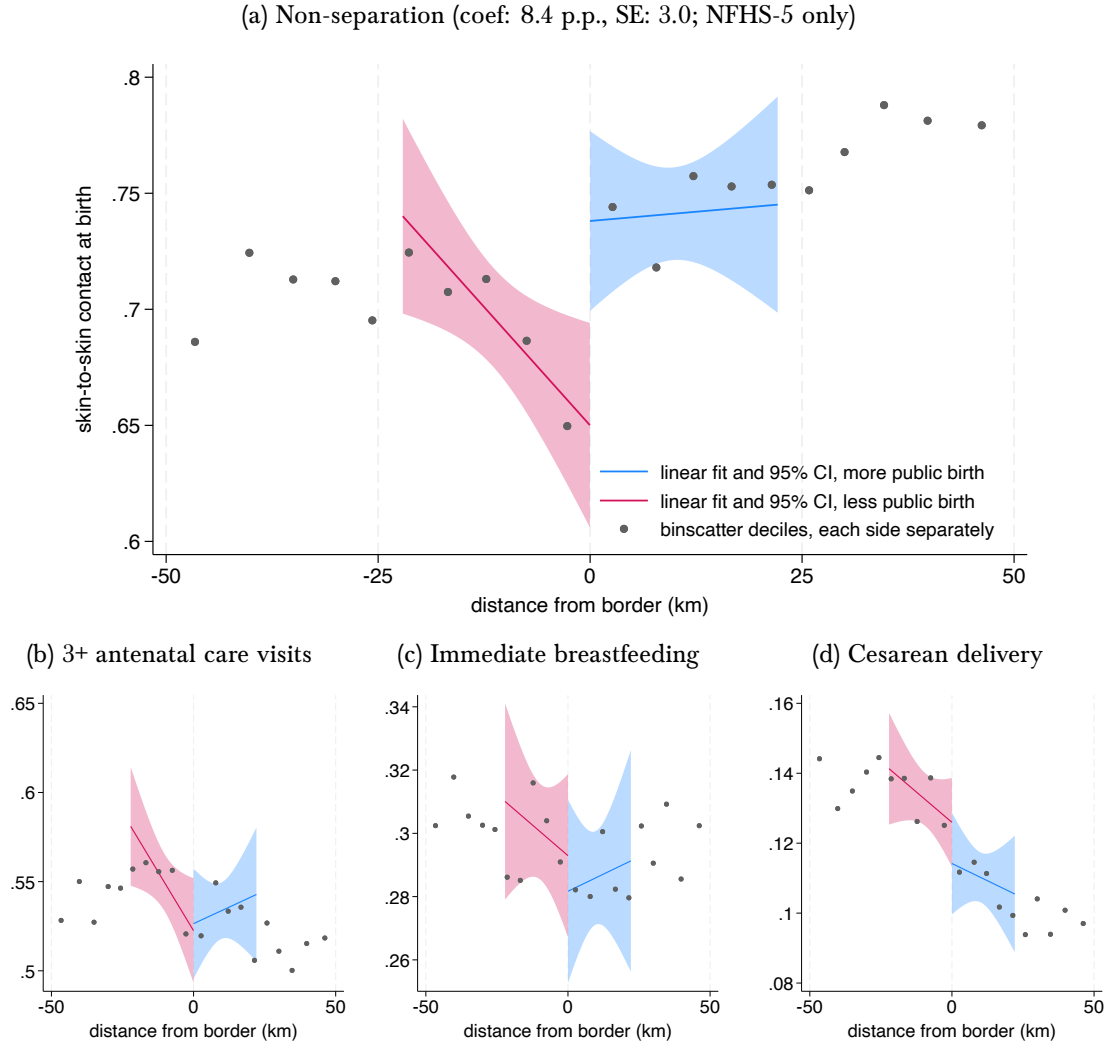 (a) Non-separation (coef: 8.4 p.p., SE: 3.0; NFHS-5 only)
.8
.75
.7
.65
.6
skin-to-skin contact at birth
linear fit and 95% CI, more public birth
linear fit and 95% CI, less public birth
binscatter deciles, each side separately
-50 -25 0 25 50
distance from border (km)
(b) 3+ antenatal care visits
.65
.6
.55
.5
-50 0 50
distance from border (km)
(c) Immediate breastfeeding
.34
.32
.3
.28
.26
-50 0 50
distance from border (km)
(d) Cesarean delivery
.16
.14
.12
.1
.08
-50 0 50
distance from border (km)